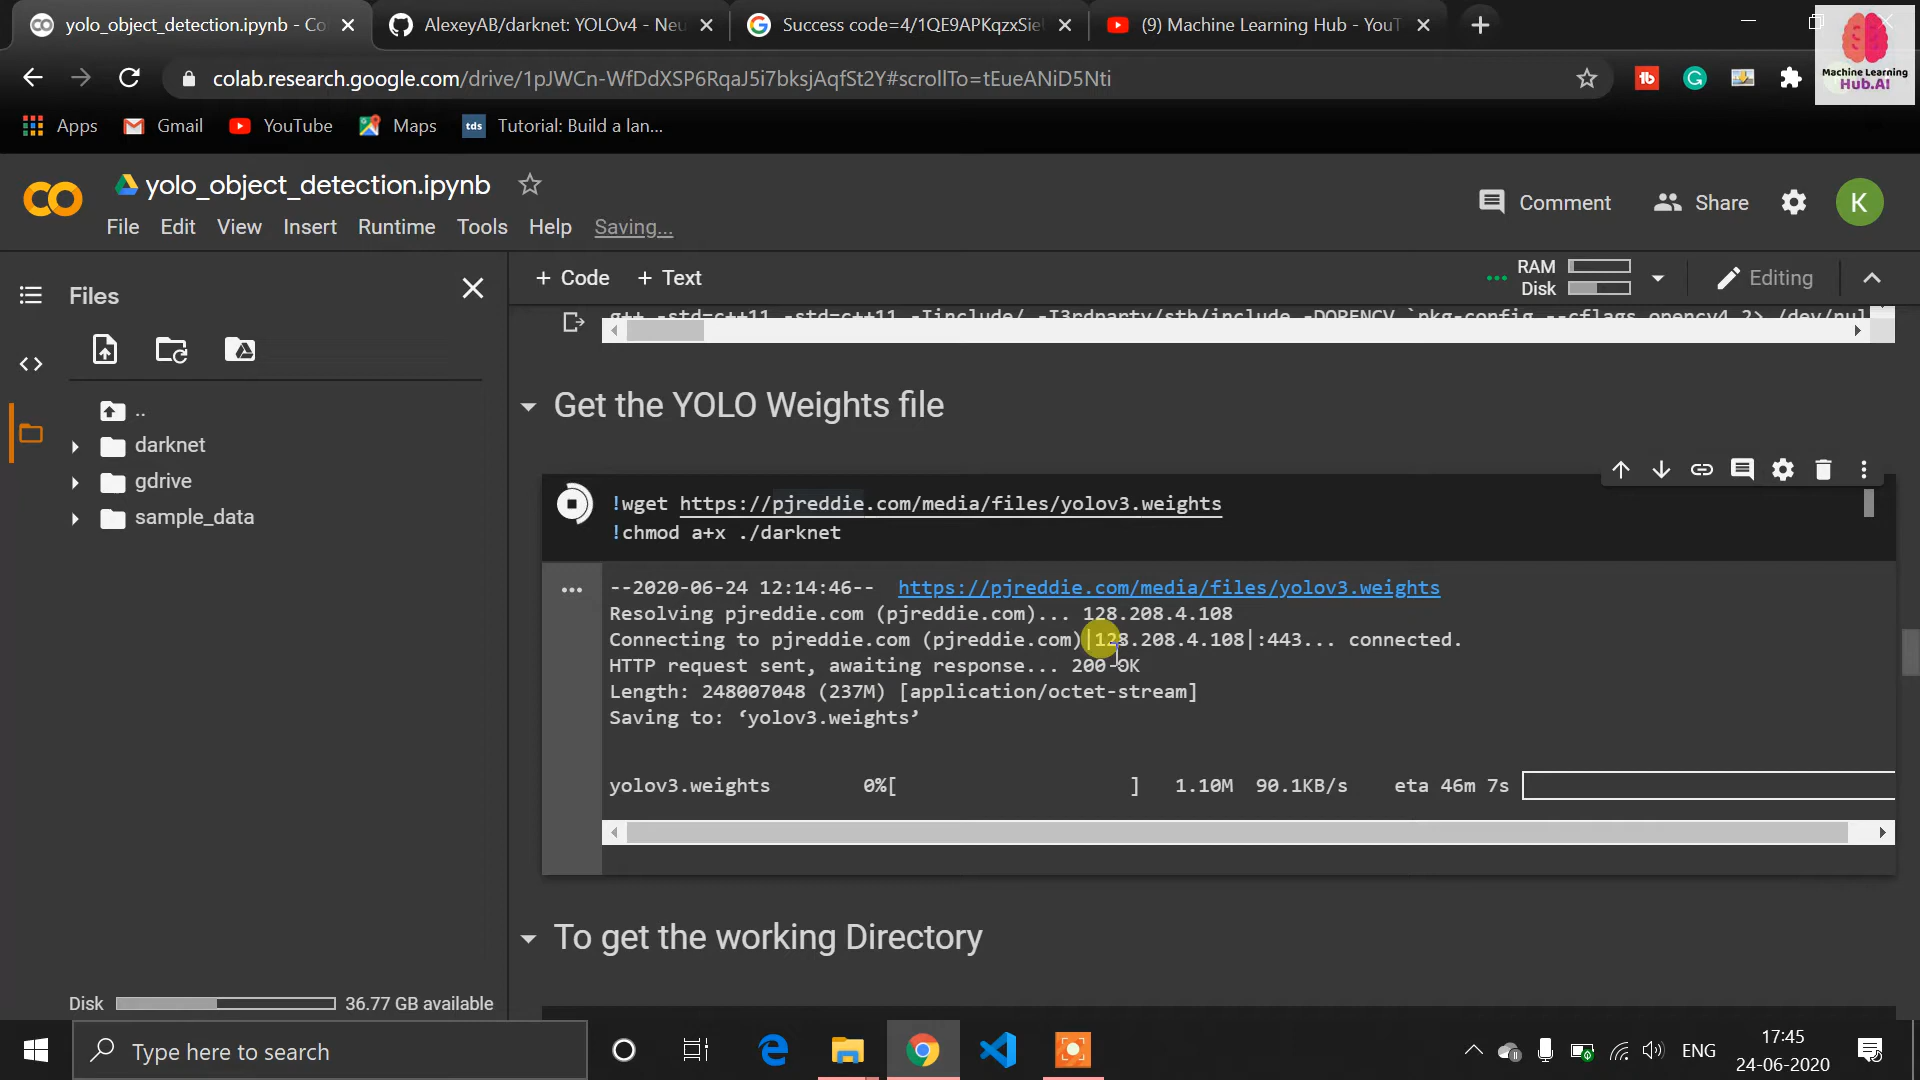 yolo_object_detection.ipynb - Co
AlexeyAB/darknet: YOLOv4 - Neu
Success code=4/1QE9APKqzxSie
(9) Machine Learning Hub - YouT
colab.research.google.com/drive/1pJWCn-WfDdXSP6RqaJ5i7bksjAqfSt2Y#scrollTo=tEueANiD5Nti
Machine Learning
Hub.AI
Apps
Gmail
YouTube
Maps
tds
Tutorial: Build a lan...
yolo_object_detection.ipynb
Comment
Share
K
File
Edit
View
Insert
Runtime
Tools
Help
Saving...
Files
+ Code
+ Text
RAM
Disk
Editing
g++ -std=c++11 -std=c++11 -Iinclude/ -I3rdparty/stb/include -DOPENCV `pkg-config --cflags opencv4 2> /dev/nul
..
darknet
gdrive
sample_data
Get the YOLO Weights file
!wget https://pjreddie.com/media/files/yolov3.weights
!chmod a+x ./darknet
--2020-06-24 12:14:46-- https://pjreddie.com/media/files/yolov3.weights
Resolving pjreddie.com (pjreddie.com)... 128.208.4.108
Connecting to pjreddie.com (pjreddie.com)|128.208.4.108|:443... connected.
HTTP request sent, awaiting response... 200 OK
Length: 248007048 (237M) [application/octet-stream]
Saving to: ‘yolov3.weights’
yolov3.weights 0%[ ] 1.10M 90.1KB/s eta 46m 7s
To get the working Directory
Disk
36.77 GB available
Type here to search
ENG
17:45
24-06-2020